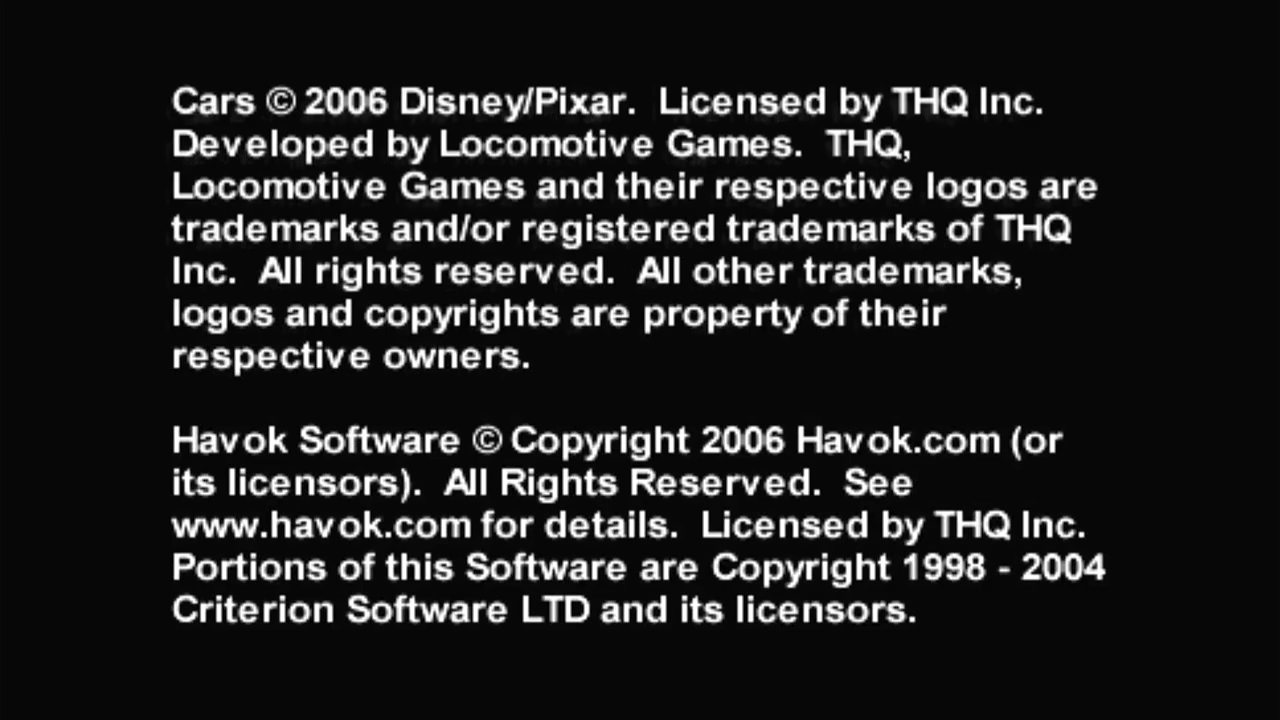 Cars © 2006 Disney/Pixar.  Licensed by THQ Inc.
Developed by Locomotive Games.  THQ,
Locomotive Games and their respective logos are
trademarks and/or registered trademarks of THQ
Inc.  All rights reserved.  All other trademarks,
logos and copyrights are property of their
respective owners.

Havok Software © Copyright 2006 Havok.com (or
its licensors).  All Rights Reserved.  See
www.havok.com for details.  Licensed by THQ Inc.
Portions of this Software are Copyright 1998 - 2004
Criterion Software LTD and its licensors.